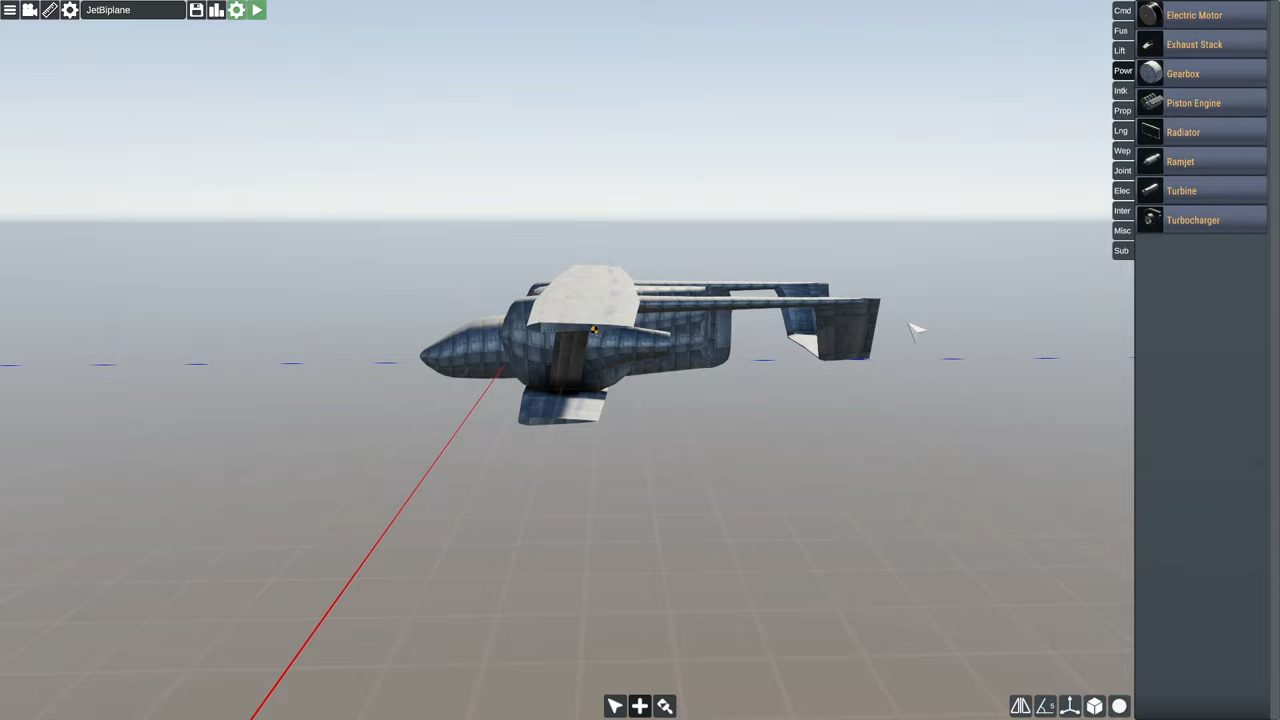 JetBiplane
Cmd
Fus
Lift
Powr
Intk
Prop
Lng
Wep
Joint
Elec
Inter
Misc
Sub
Electric Motor
Exhaust Stack
Gearbox
Piston Engine
Radiator
Ramjet
Turbine
Turbocharger
5